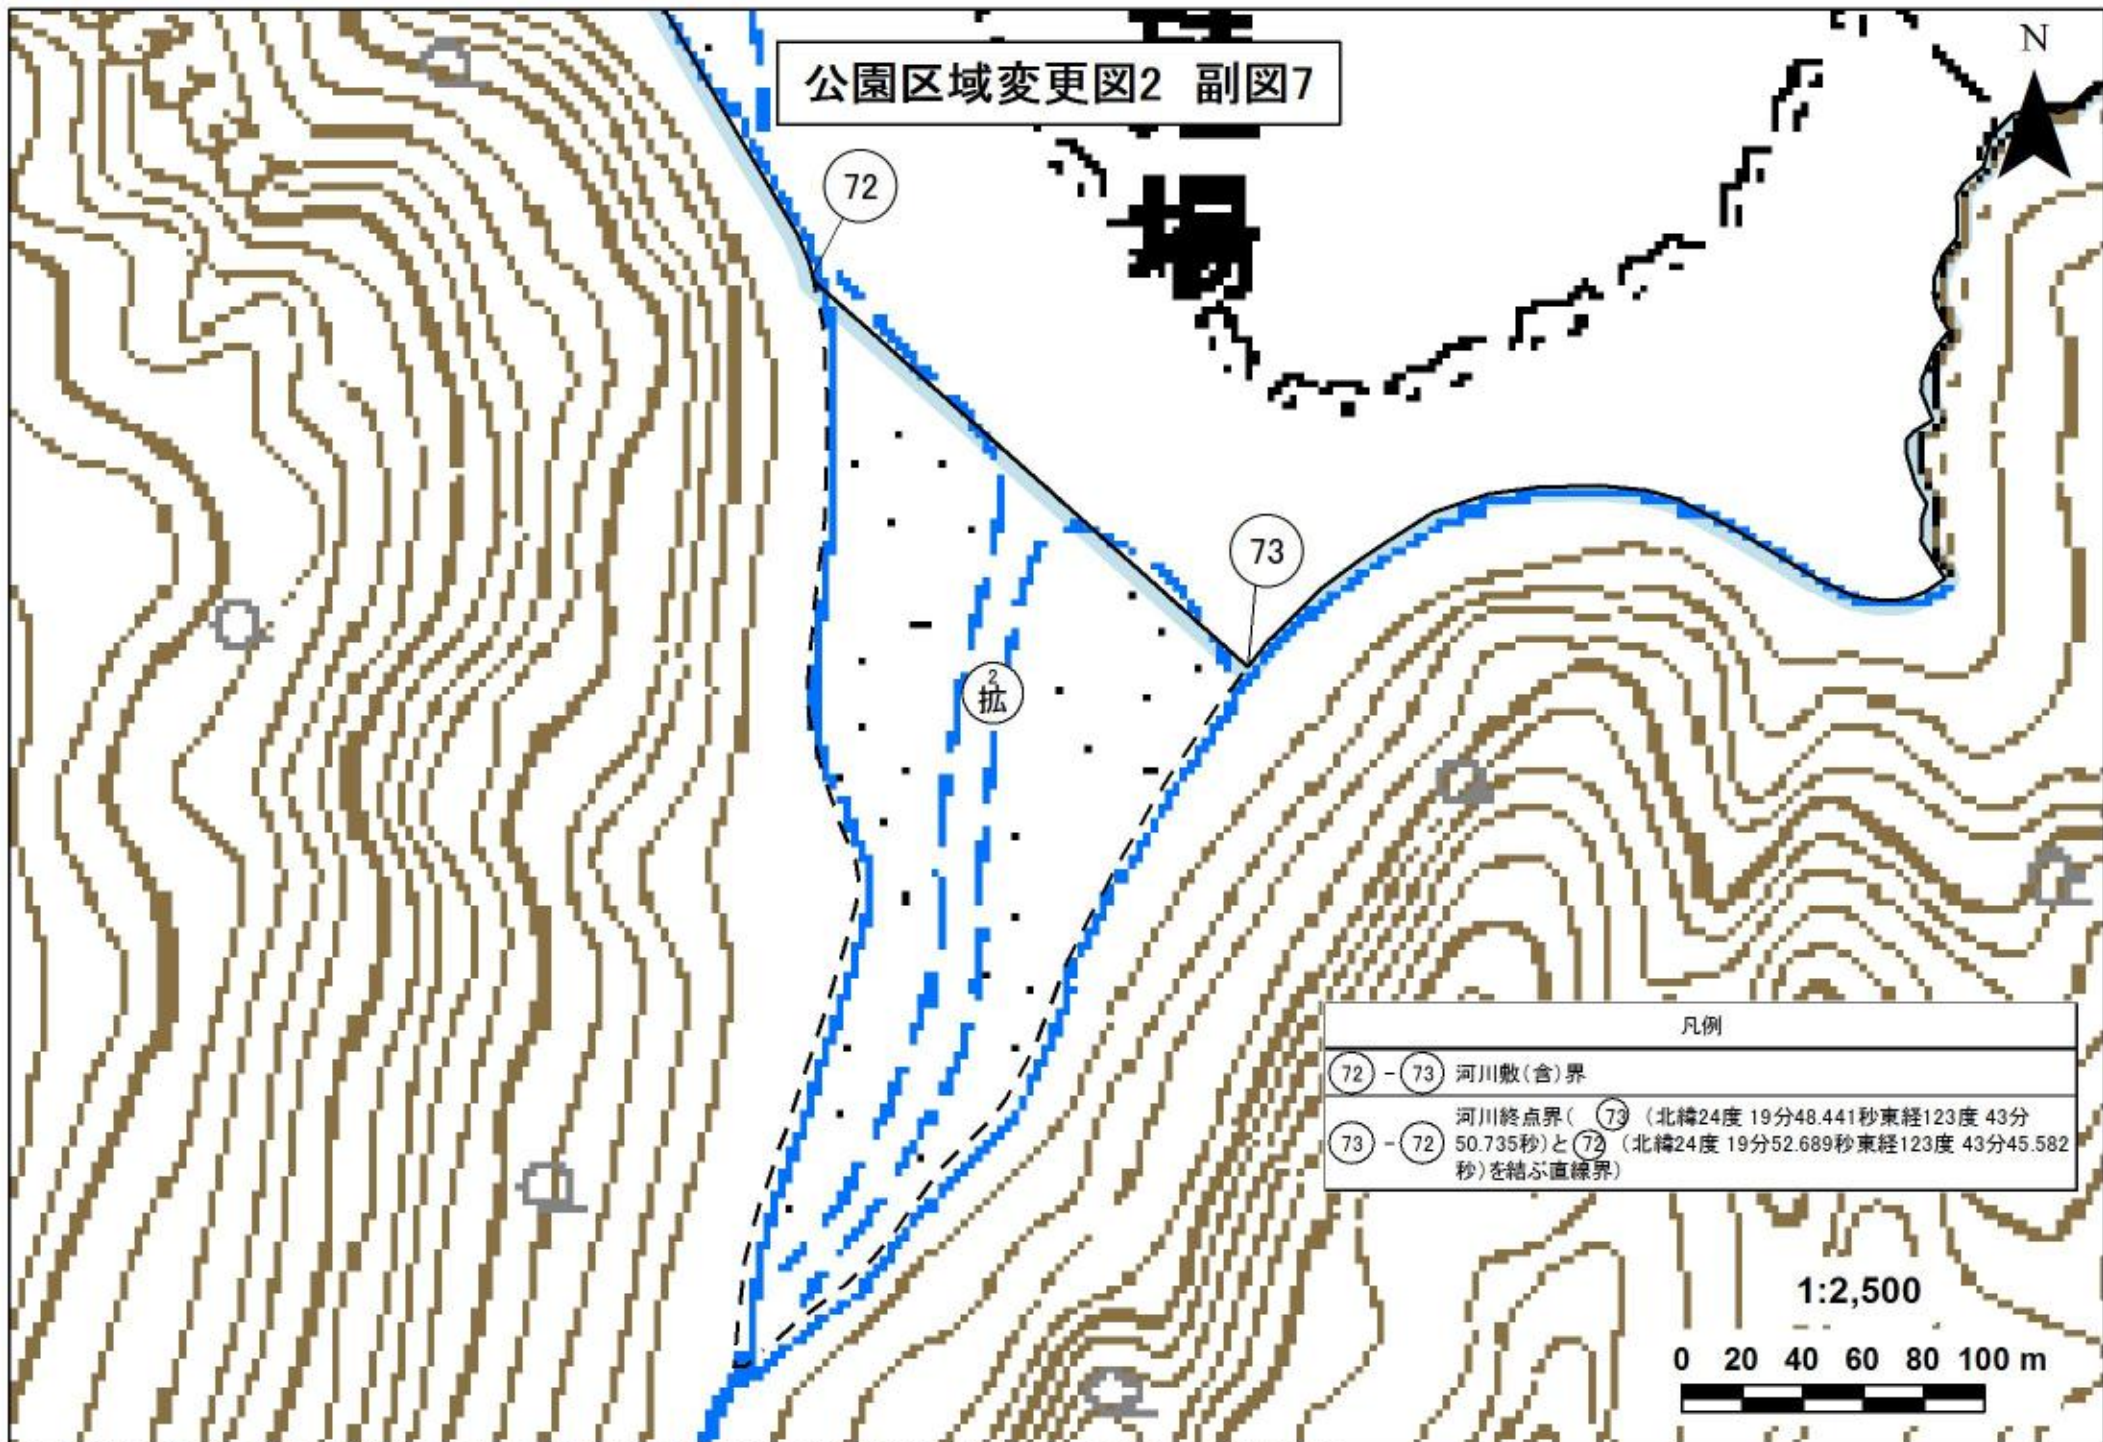 公園区域変更図2 副図7
N
72
73
2
拡
凡例
72 - 73 河川敷(含)界
73 - 72 河川終点界( 73 (北緯24度 19分48.441秒東経123度 43分
50.735秒)と 72 (北緯24度 19分52.689秒東経123度 43分45.582
秒)を結ぶ直線界)
1:2,500
0 20 40 60 80 100 m